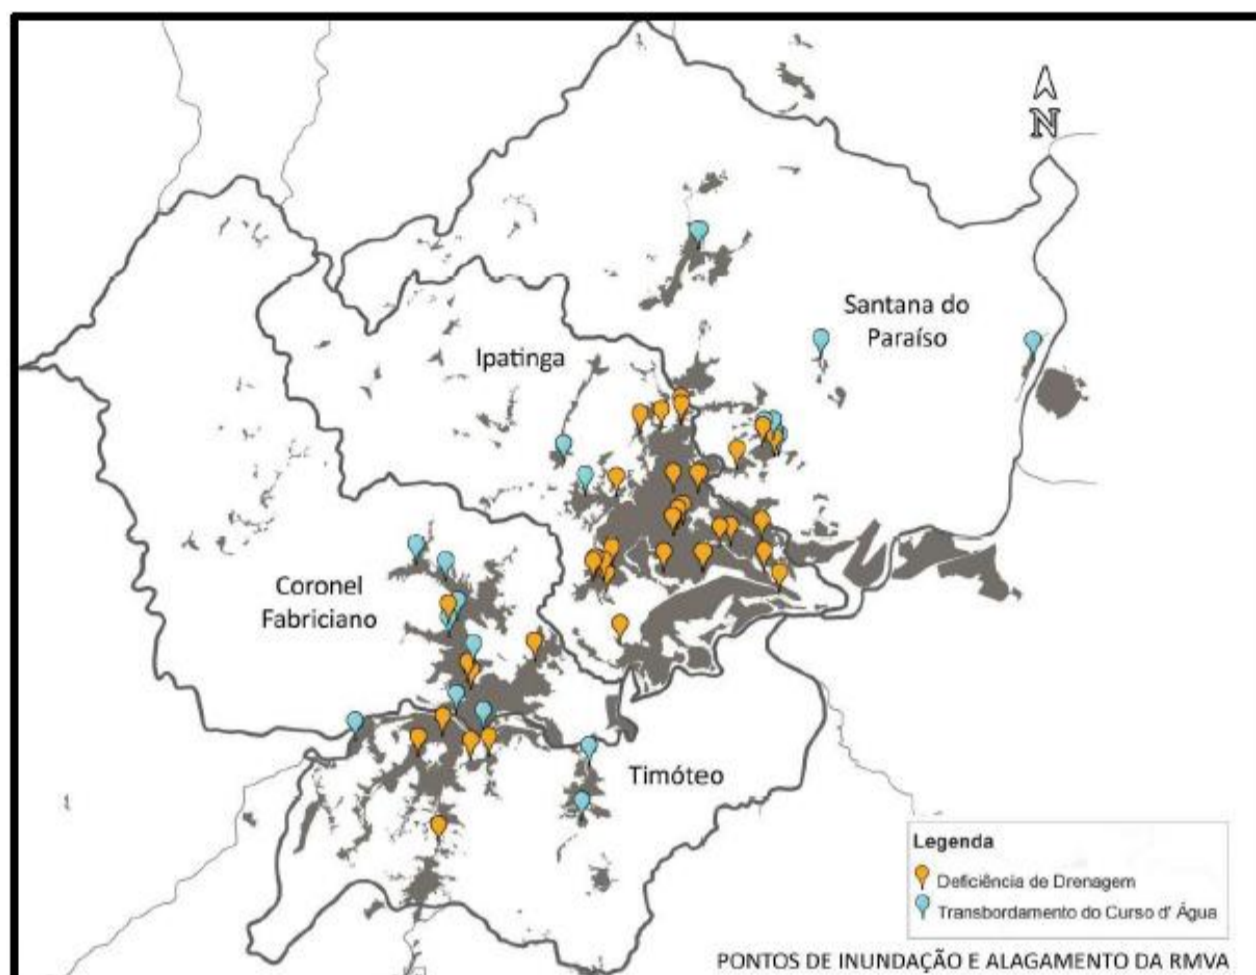 N
Santana do
Paraíso
Ipatinga
Coronel
Fabriciano
Timóteo
Legenda
Deficiência de Drenagem
Transbordamento do Curso d' Água
PONTOS DE INUNDAÇÃO E ALAGAMENTO DA RMVA